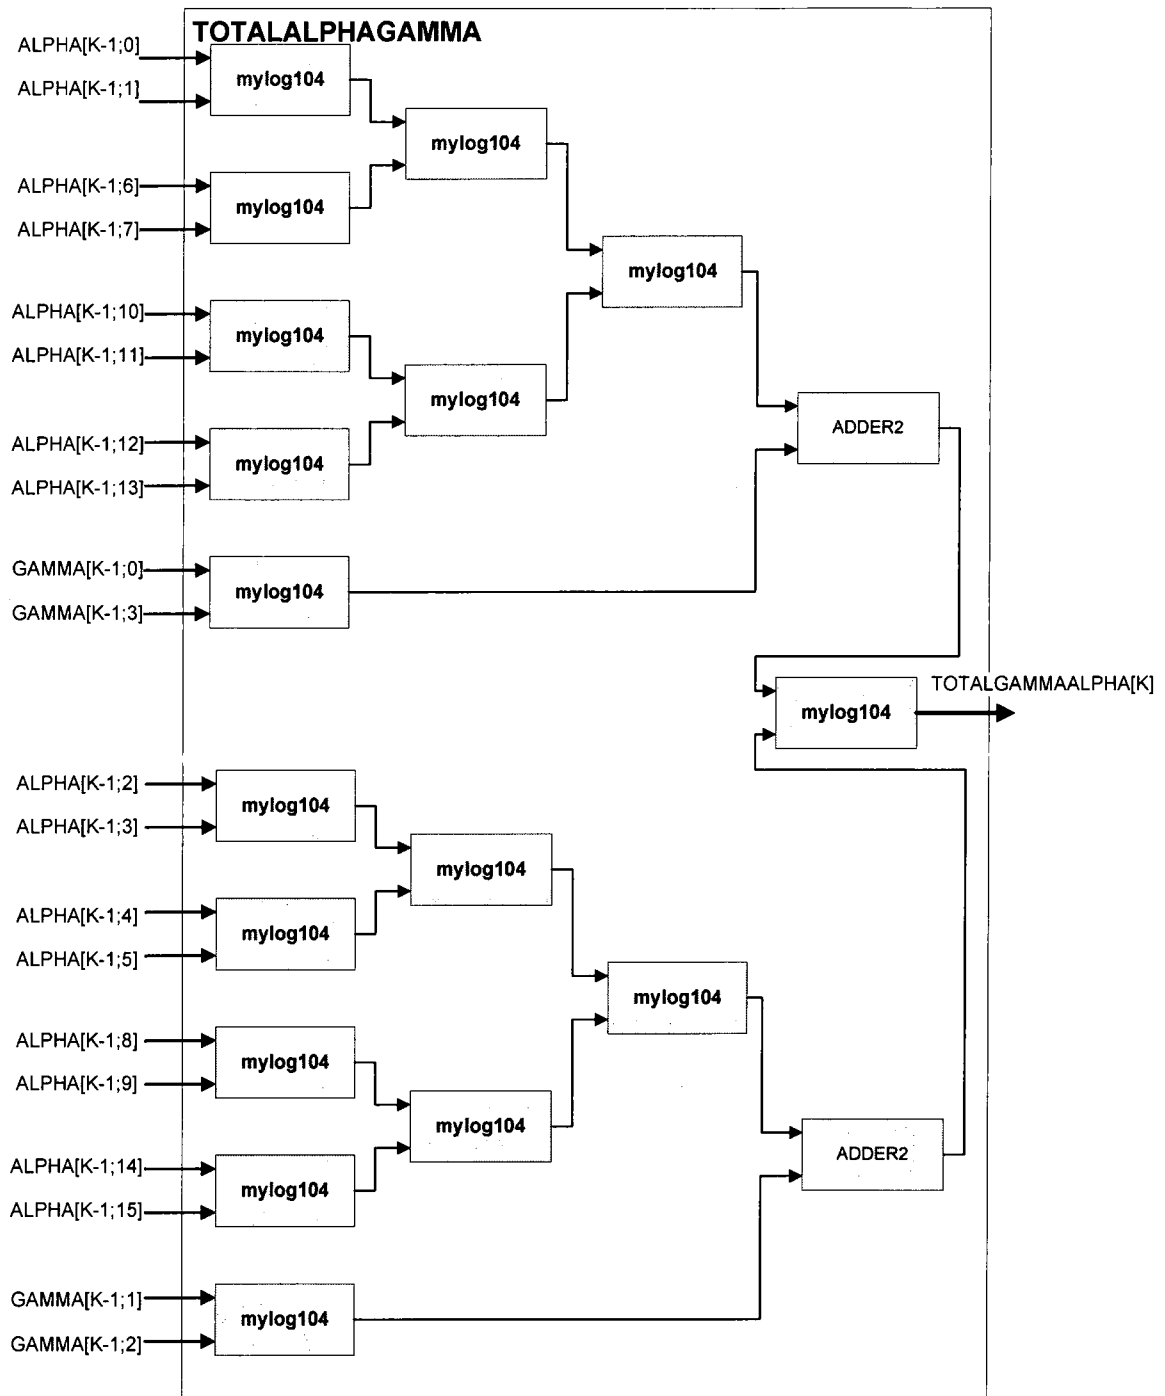 TOTALALPHAGAMMA
ALPHA[K-1;0]
ALPHA[K-1;1]
mylog104
mylog104
ALPHA[K-1;6]
ALPHA[K-1;7]
mylog104
mylog104
ALPHA[K-1;10]
ALPHA[K-1;11]
mylog104
mylog104
ALPHA[K-1;12]
ALPHA[K-1;13]
mylog104
ADDER2
GAMMA[K-1;0]
GAMMA[K-1;3]
mylog104
mylog104
TOTALGAMMAALPHA[K]
ALPHA[K-1;2]
ALPHA[K-1;3]
mylog104
mylog104
ALPHA[K-1;4]
ALPHA[K-1;5]
mylog104
mylog104
ALPHA[K-1;8]
ALPHA[K-1;9]
mylog104
mylog104
ALPHA[K-1;14]
ALPHA[K-1;15]
mylog104
ADDER2
GAMMA[K-1;1]
GAMMA[K-1;2]
mylog104